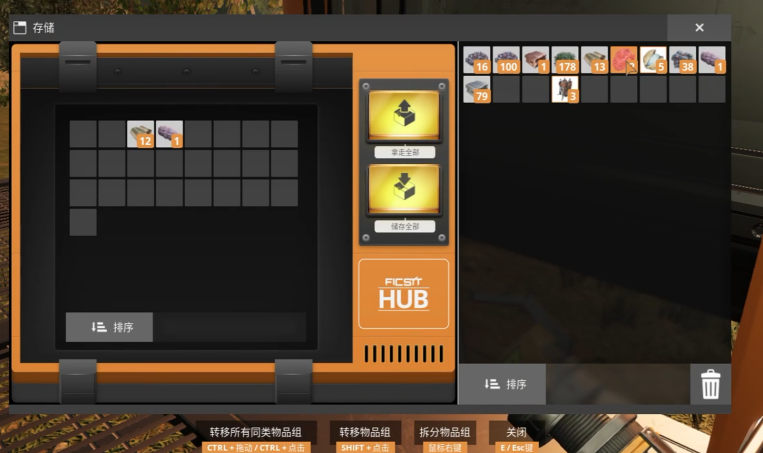 存储
×
12
1
排序
拿走全部
储存全部
FICSIT
HUB
16
100
1
178
13
5
38
1
79
3
排序
转移所有同类物品组
CTRL + 拖动 / CTRL + 点击
转移物品组
SHIFT + 点击
拆分物品组
鼠标右键
关闭
E / Esc键